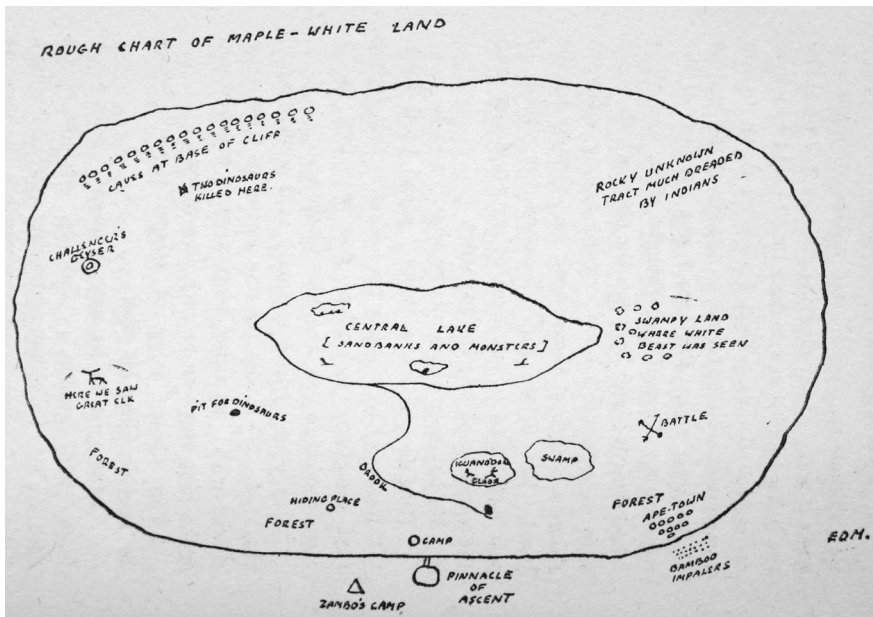 ROUGH CHART OF MAPLE-WHITE LAND
CAVES AT BASE OF CLIFF
TWO DINOSAURS
KILLED HERE.
ROCKY UNKNOWN
TRACT MUCH DREADED
BY INDIANS
CHALLENGER'S
GEYSER
CENTRAL LAKE
[SANDBANKS AND MONSTERS]
SWAMPY LAND
WHERE WHITE
BEAST WAS SEEN
HERE WE SAW
GREAT ELK
PIT FOR DINOSAURS
BATTLE
FOREST
BROOK
IGUANODON
GLADE
SWAMP
HIDING PLACE
FOREST
FOREST
APE-TOWN
CAMP
BAMBOO
IMPALERS
EDM.
PINNACLE
OF
ASCENT
ZAMBO'S CAMP